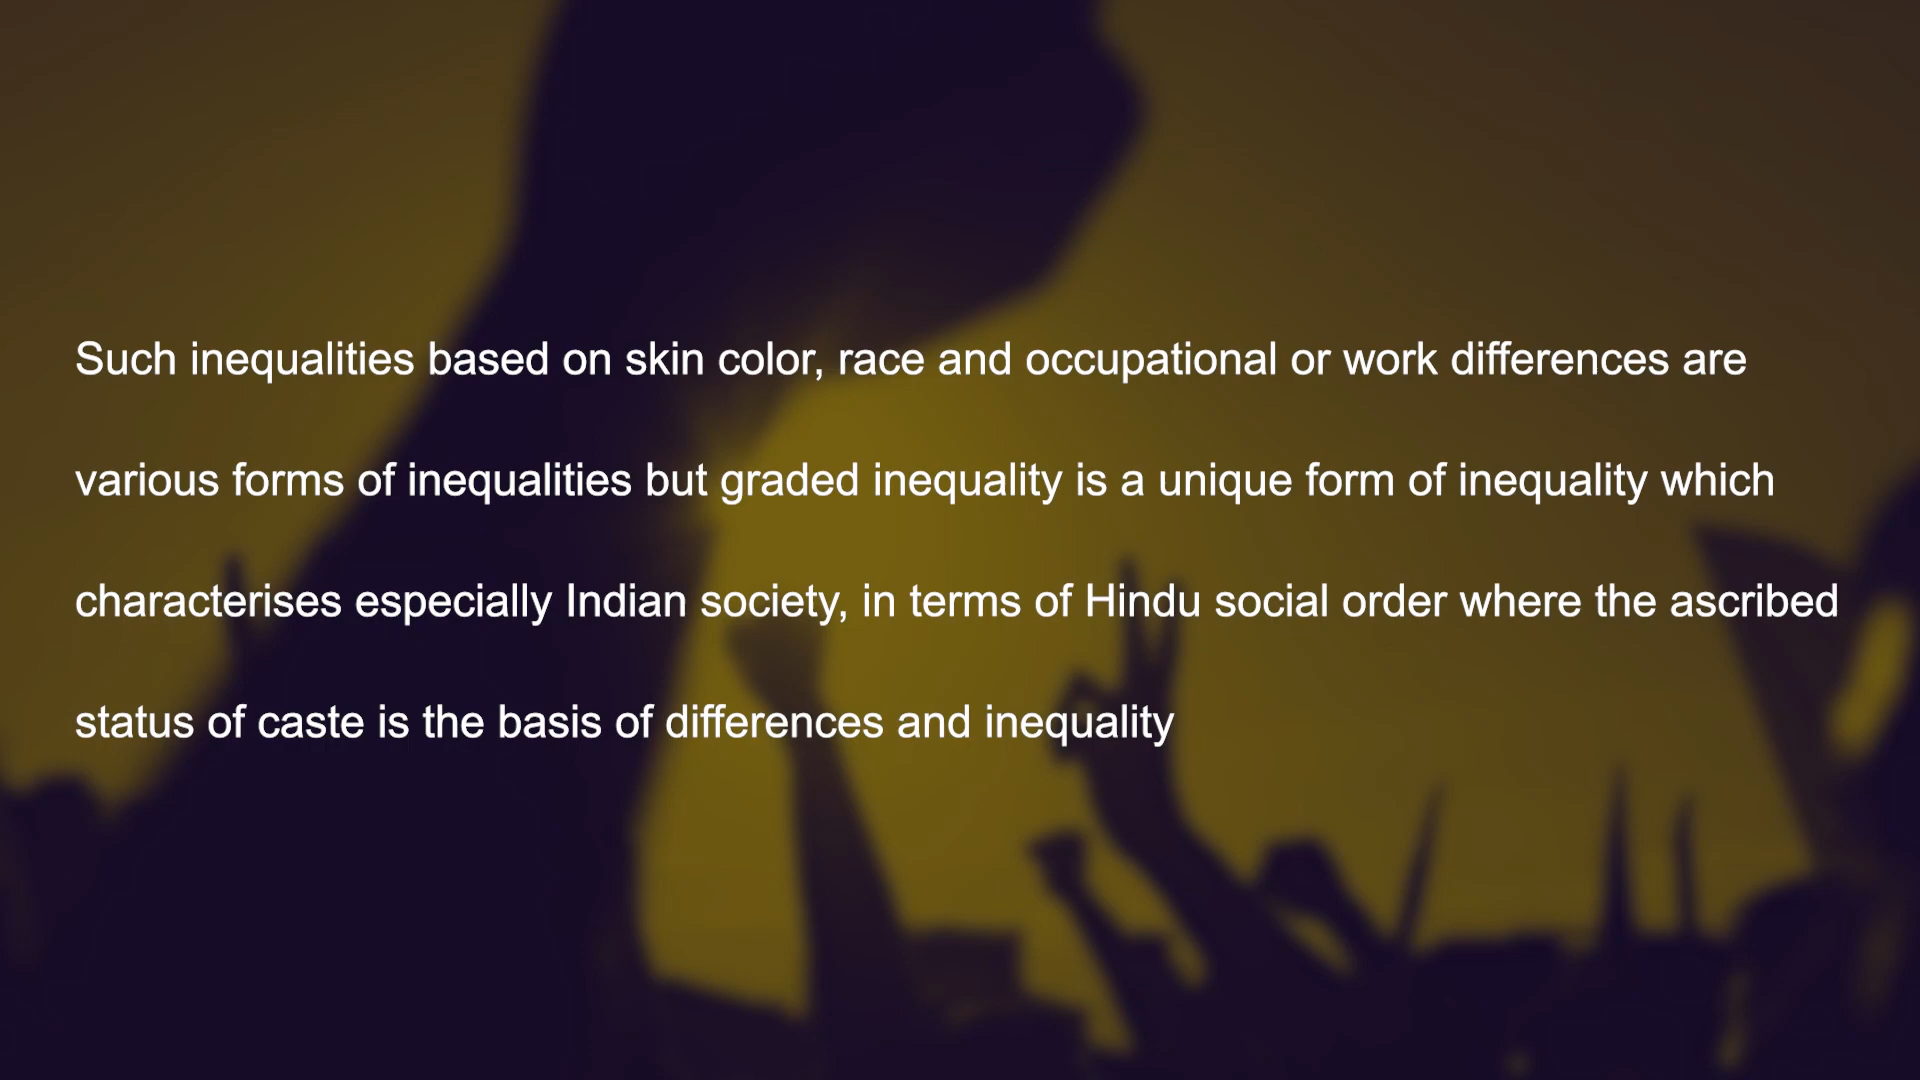 Such inequalities based on skin color, race and occupational or work differences are
various forms of inequalities but graded inequality is a unique form of inequality which
characterises especially Indian society, in terms of Hindu social order where the ascribed
status of caste is the basis of differences and inequality